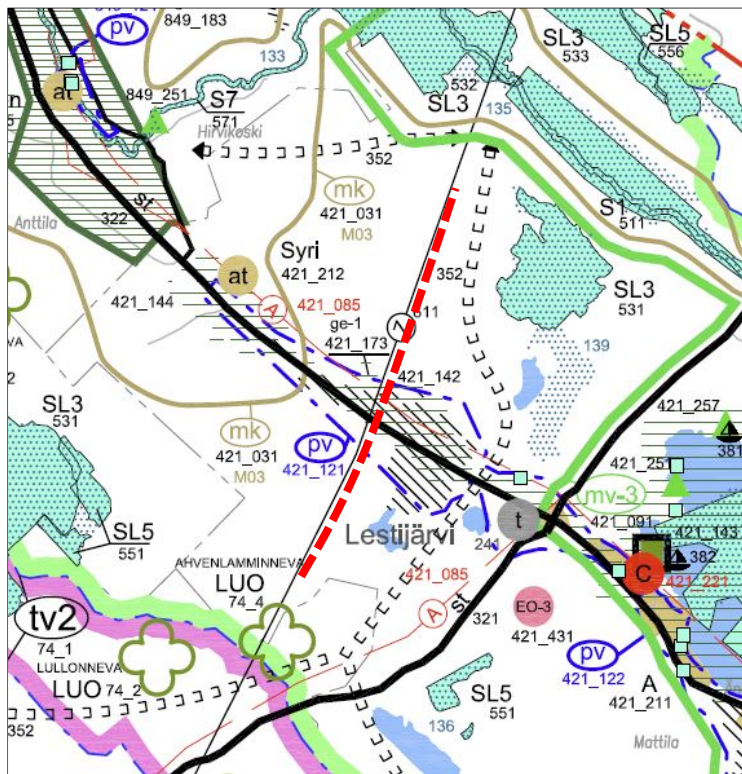 849_183
pv
133
SL3
533
SL3
556
532
SL3
135
at
849_251
S7
571
Hirvikoski
352
mk
421_031
M03
S1
511
322
st
Anttila
Syri
421_212
at
352
421_144
421_085
A
ge-1
421_173
Z
611
SL3
531
139
421_142
421_257
SL3
531
mk
421_031
M03
pv
421_121
381
421_251
mv-3
t
421_091
421_143
SL5
551
Lestijärvi
241
382
AHVENLAMMINNEVA
LUO
74_4
421_085
C
421_221
A
st
321
EO-3
421_431
tv2
74_1
LULLONNEVA
LUO 74_2
pv
421_122
A
421_211
SL5
551
352
136
Mattila